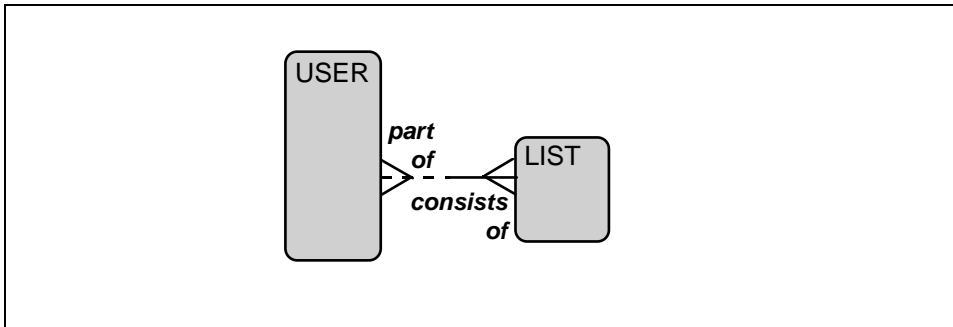 USER
part
of
LIST
consists
of